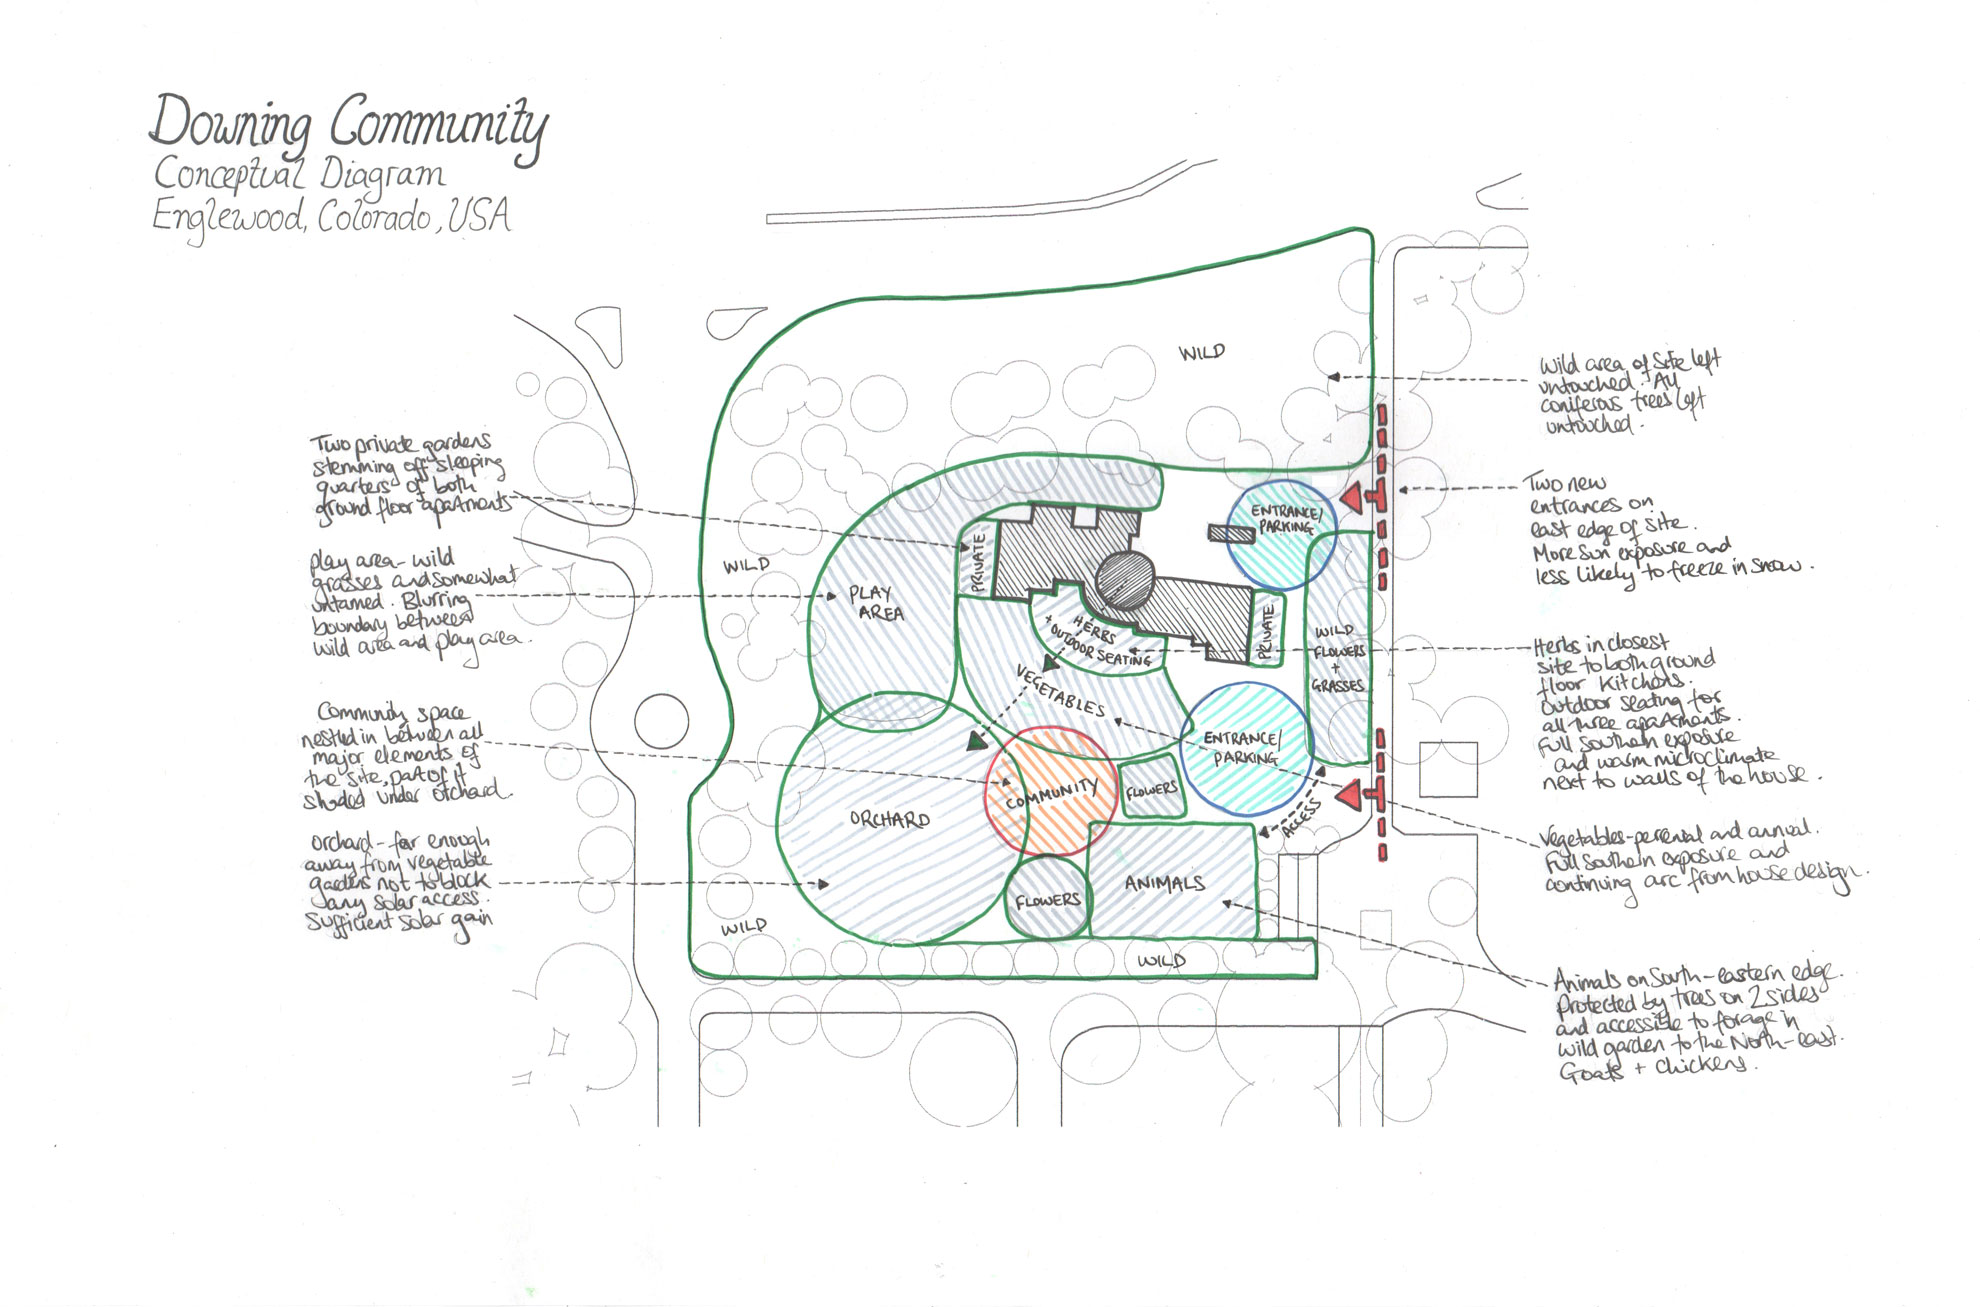 Downing Community
Conceptual Diagram
Englewood, Colorado, USA
Two private gardens
stemming off sleeping
quarters of both
ground floor apartments
play area - wild
grasses and somewhat
untamed. Blurring
boundary between
wild area and play area.
Community space
nestled in between all
major elements of
the site, part of it
shaded under orchard.
orchard - far enough
away from vegetable
gardens not to block
any solar access.
Sufficient solar gain
WILD
WILD
PLAY
AREA
PRIVATE
ENTRANCE/
PARKING
HERBS
+ OUTDOOR SEATING
PRIVATE
WILD
FLOWERS
+
GRASSES
VEGETABLES
ENTRANCE/
PARKING
ORCHARD
COMMUNITY
FLOWERS
ACCESS
FLOWERS
ANIMALS
WILD
WILD
Wild area of Site left
untouched. All
coniferous trees left
untouched.
Two new
entrances on
east edge of site.
More sun exposure and
less likely to freeze in snow.
Herbs in closest
site to both ground
floor kitchens.
Outdoor seating for
all three apartments.
Full Southern exposure
and warm microclimate
next to walls of the house.
Vegetables - perenial and annual.
Full Southern exposure and
continuing arc from house design.
Animals on South-eastern edge.
Protected by trees on 2 sides
and accessible to forage in
wild garden to the North-east.
Goats + chickens.